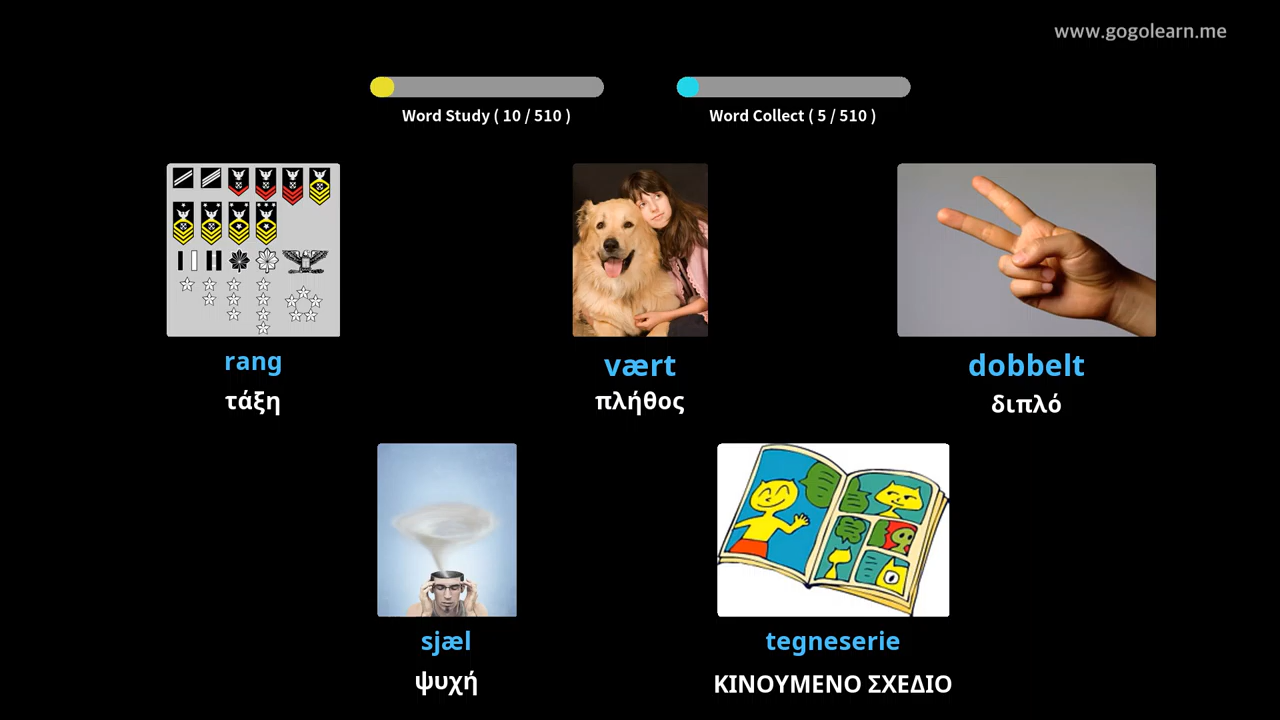 www.gogolearn.me
Word Study ( 10 / 510 )
Word Collect ( 5 / 510 )
rang
τάξη
vært
πλήθος
dobbelt
διπλό
sjæl
ψυχή
tegneserie
ΚΙΝΟΥΜΕΝΟ ΣΧΕΔΙΟ